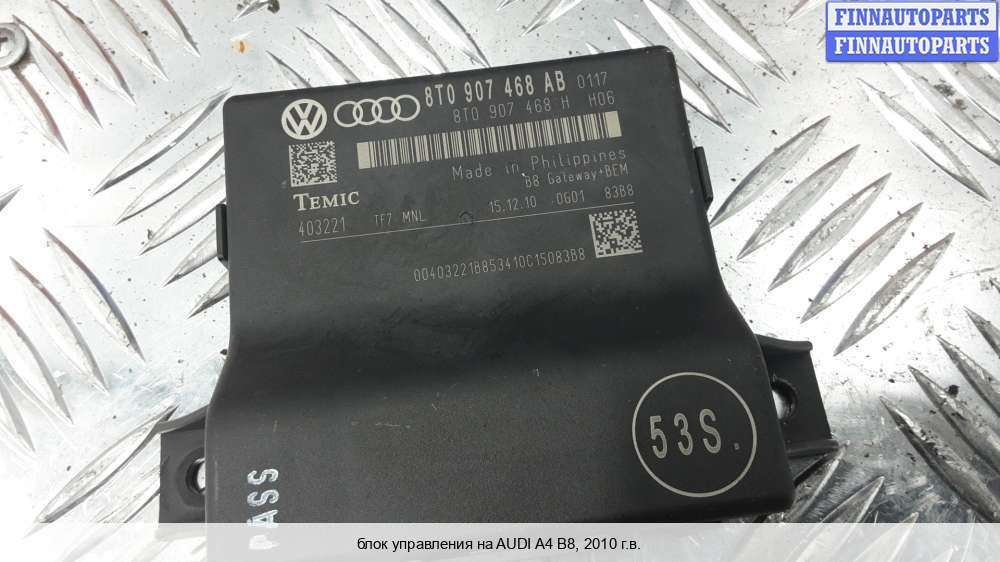 FINNAUTOPARTS
FINNAUTOPARTS
8T0 907 468 AB 0117
8T0 907 468 H H06
Made in Philippines
B8 Gateway+BEM
TEMIC
403221 TF7 MNL 15.12.10 0G01 83B8
00403221B853410C15083B8
53S.
PASS
блок управления на AUDI A4 B8, 2010 г.в.